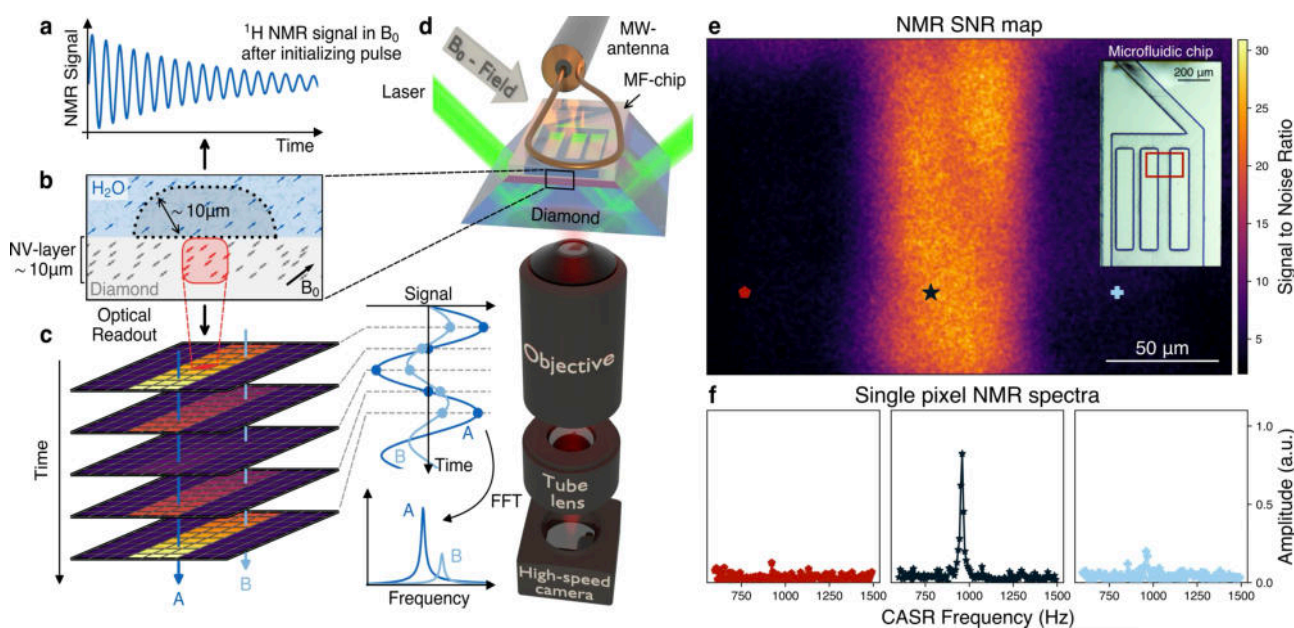 a
NMR Signal
¹H NMR signal in B₀
after initializing pulse
Time
b
H₂O
~ 10μm
NV-layer
~ 10μm
Diamond
B₀
Optical
Readout
c
Time
A
B
Signal
A
B
Time
FFT
A
B
Frequency
d
B₀ - Field
MW-
antenna
MF-chip
Laser
Diamond
Objective
Tube
lens
High-speed
camera
e
NMR SNR map
Microfluidic chip
200 μm
50 μm
30
25
20
15
10
5
Signal to Noise Ratio
f
Single pixel NMR spectra
1.0
0.5
0.0
Amplitude (a.u.)
750 1000 1250 1500
750 1000 1250 1500
750 1000 1250 1500
CASR Frequency (Hz)